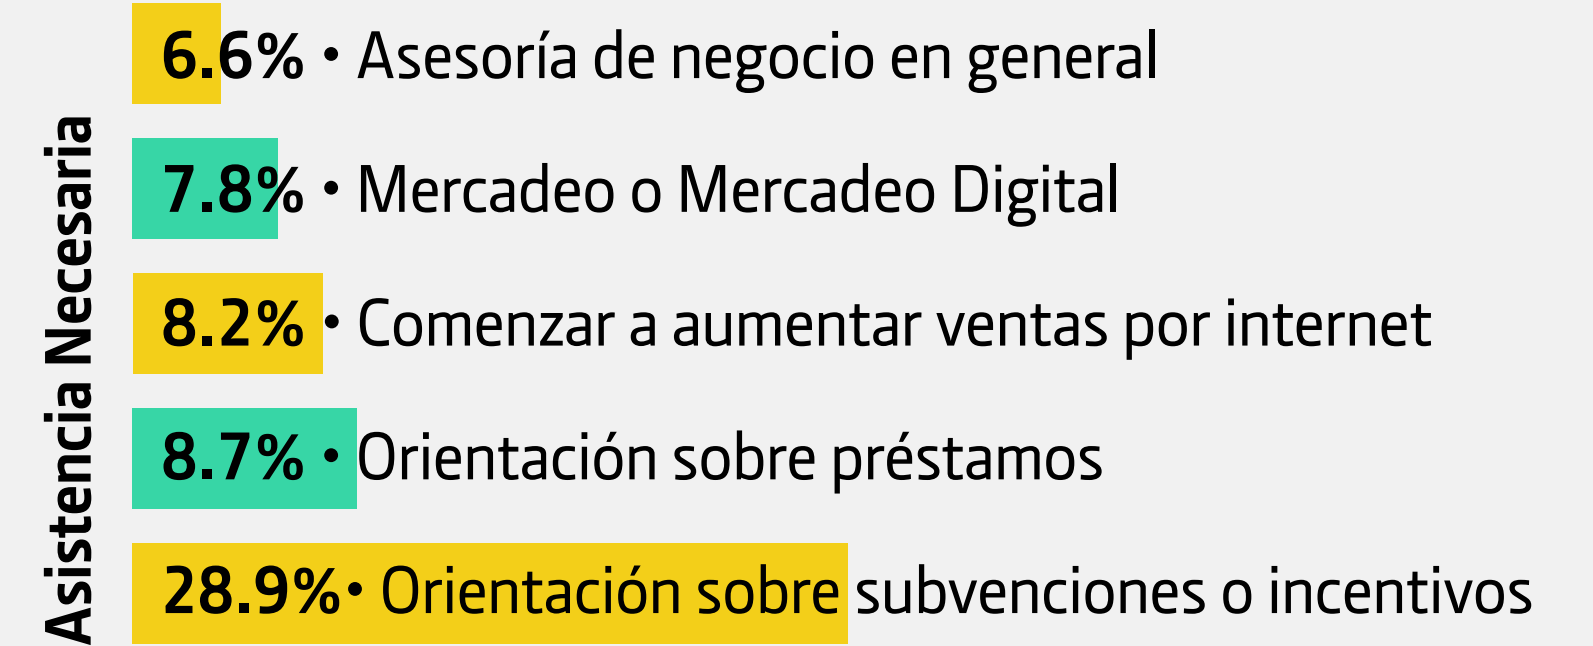 Asistencia Necesaria
6.6% • Asesoría de negocio en general
7.8% • Mercadeo o Mercadeo Digital
8.2% • Comenzar a aumentar ventas por internet
8.7% • Orientación sobre préstamos
28.9% • Orientación sobre subvenciones o incentivos